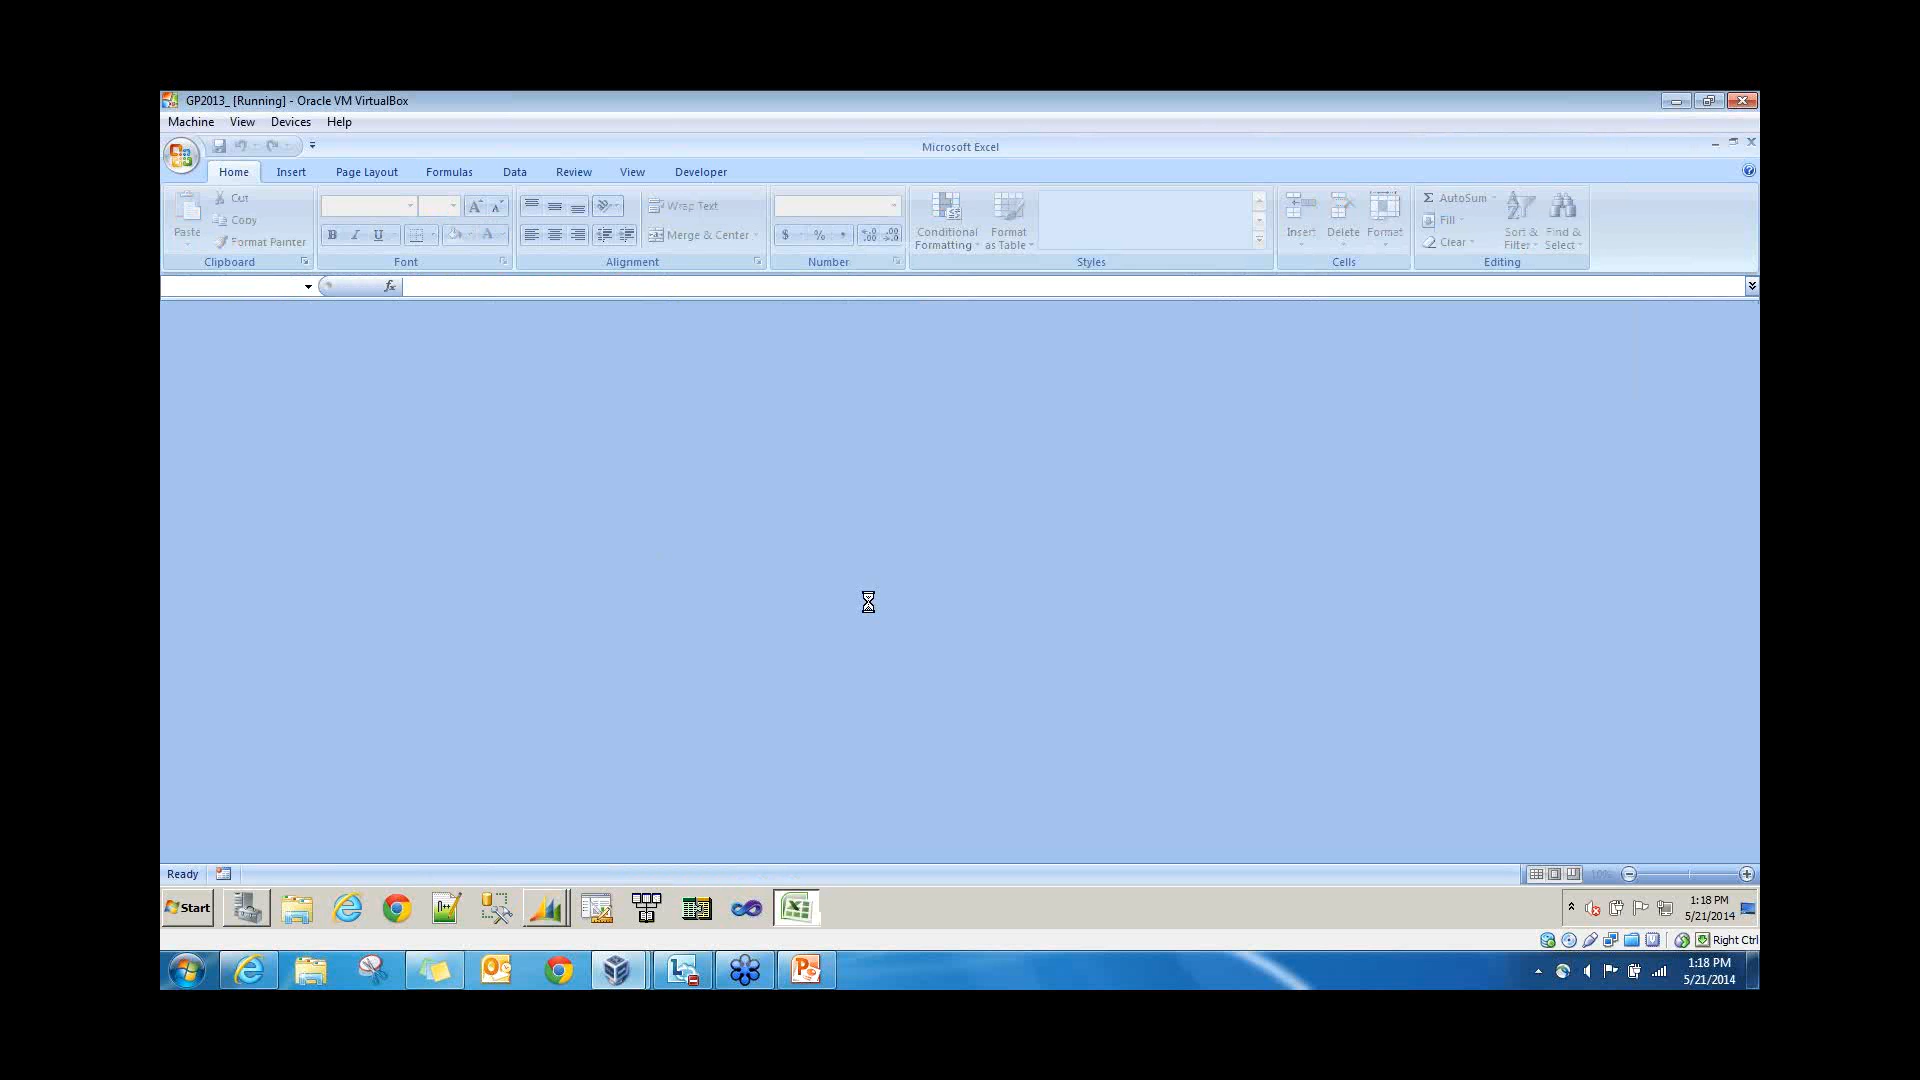 GP2013_ [Running] - Oracle VM VirtualBox
Machine View Devices Help
Microsoft Excel
Home Insert Page Layout Formulas Data Review View Developer
Cut
Copy
Format Painter
Paste
Clipboard
B I U
Font
Wrap Text
Merge & Center
Alignment
$ % ,
Number
Conditional Formatting
Format as Table
Styles
Insert Delete Format
Cells
Σ AutoSum
Fill
Clear
Sort & Filter
Find & Select
Editing
fx
Ready
Start
1:18 PM
5/21/2014
Right Ctrl
1:18 PM
5/21/2014